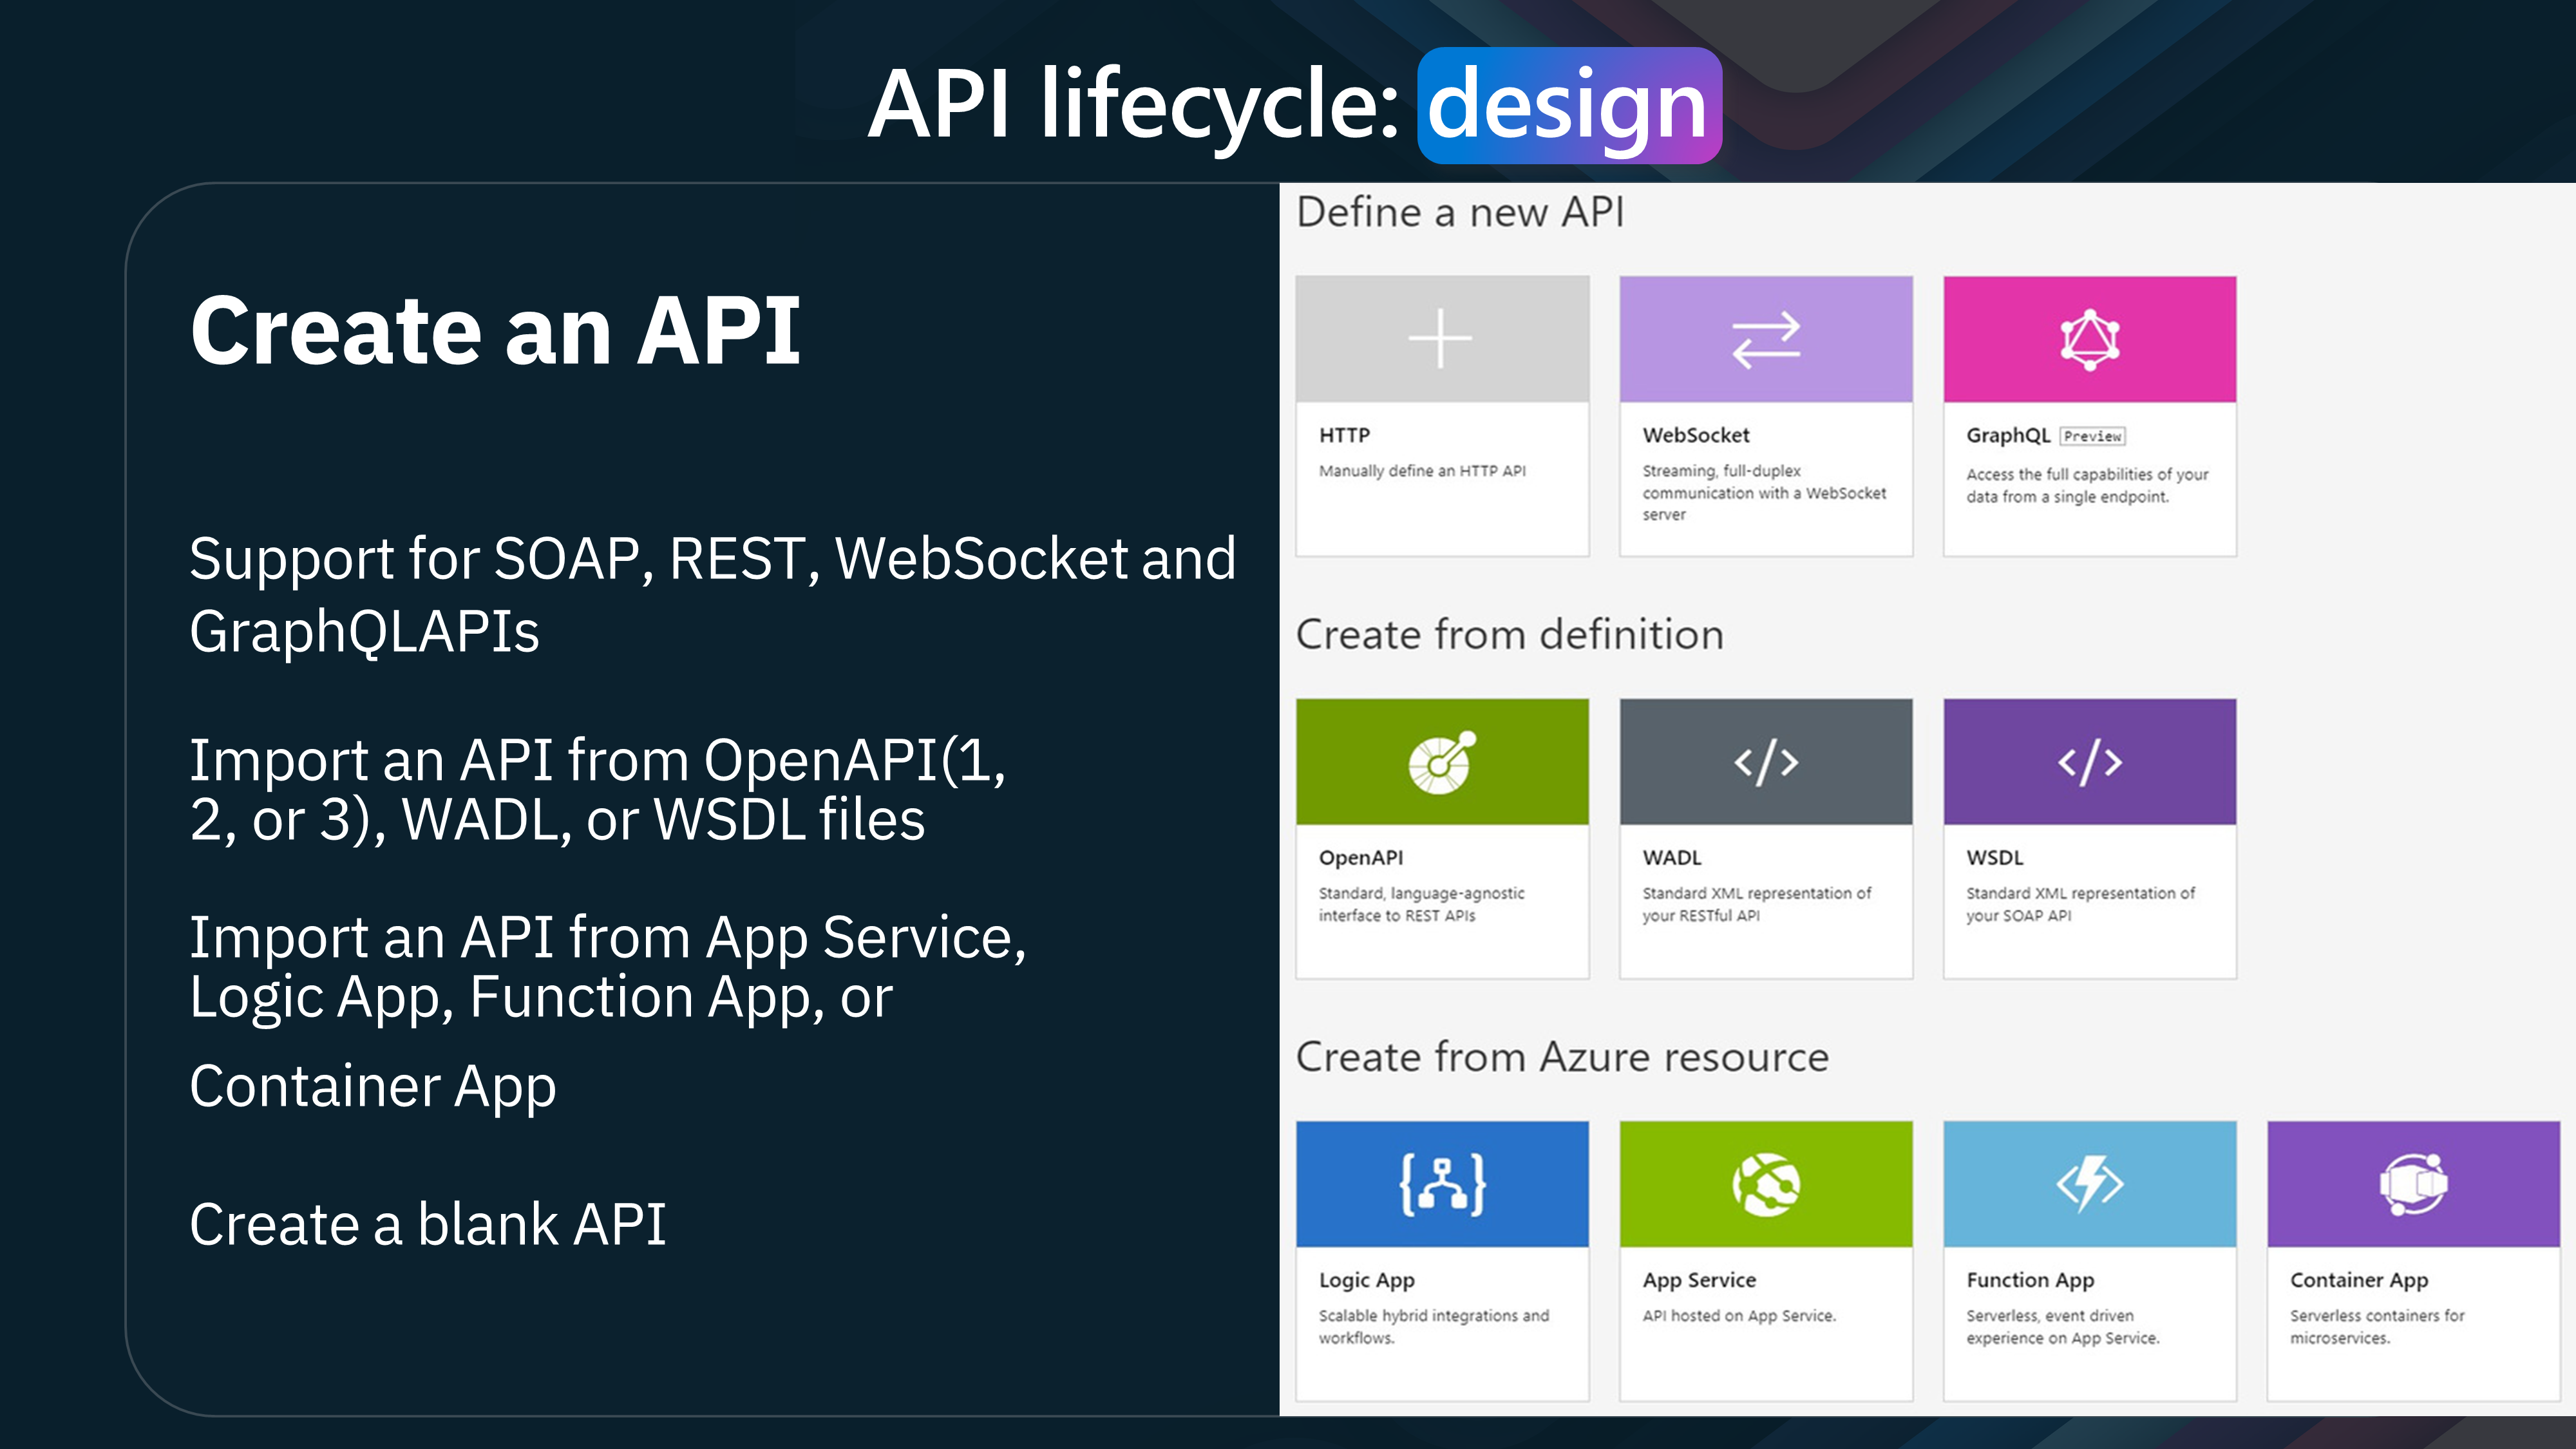 API lifecycle: design
Create an API
Support for SOAP, REST, WebSocket and
GraphQLAPIs
Import an API from OpenAPI(1,
2, or 3), WADL, or WSDL files
Import an API from App Service,
Logic App, Function App, or
Container App
Create a blank API
Define a new API
HTTP
Manually define an HTTP API
WebSocket
Streaming, full-duplex
communication with a WebSocket
server
GraphQL Preview
Access the full capabilities of your
data from a single endpoint.
Create from definition
OpenAPI
Standard, language-agnostic
interface to REST APIs
WADL
Standard XML representation of
your RESTful API
WSDL
Standard XML representation of
your SOAP API
Create from Azure resource
Logic App
Scalable hybrid integrations and
workflows.
App Service
API hosted on App Service.
Function App
Serverless, event driven
experience on App Service.
Container App
Serverless containers for
microservices.